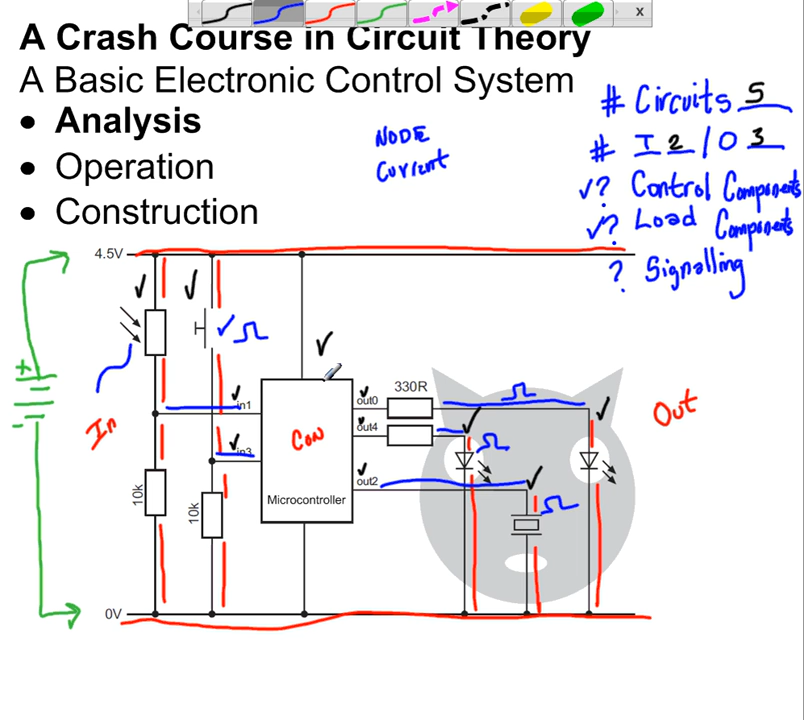 x
A Crash Course in Circuit Theory
A Basic Electronic Control System
• Analysis
• Operation
• Construction
NODE
Current
# Circuits 5
# I 2 / O 3
✓? Control Components
✓? Load Components
? Signalling
4.5V
✓ ✓
✓
✓ Ω
+
-
In
in1
in3
10k
10k
Con
Microcontroller
out0
out4
out2
330R
Ω
Ω
Ω
Out
0V